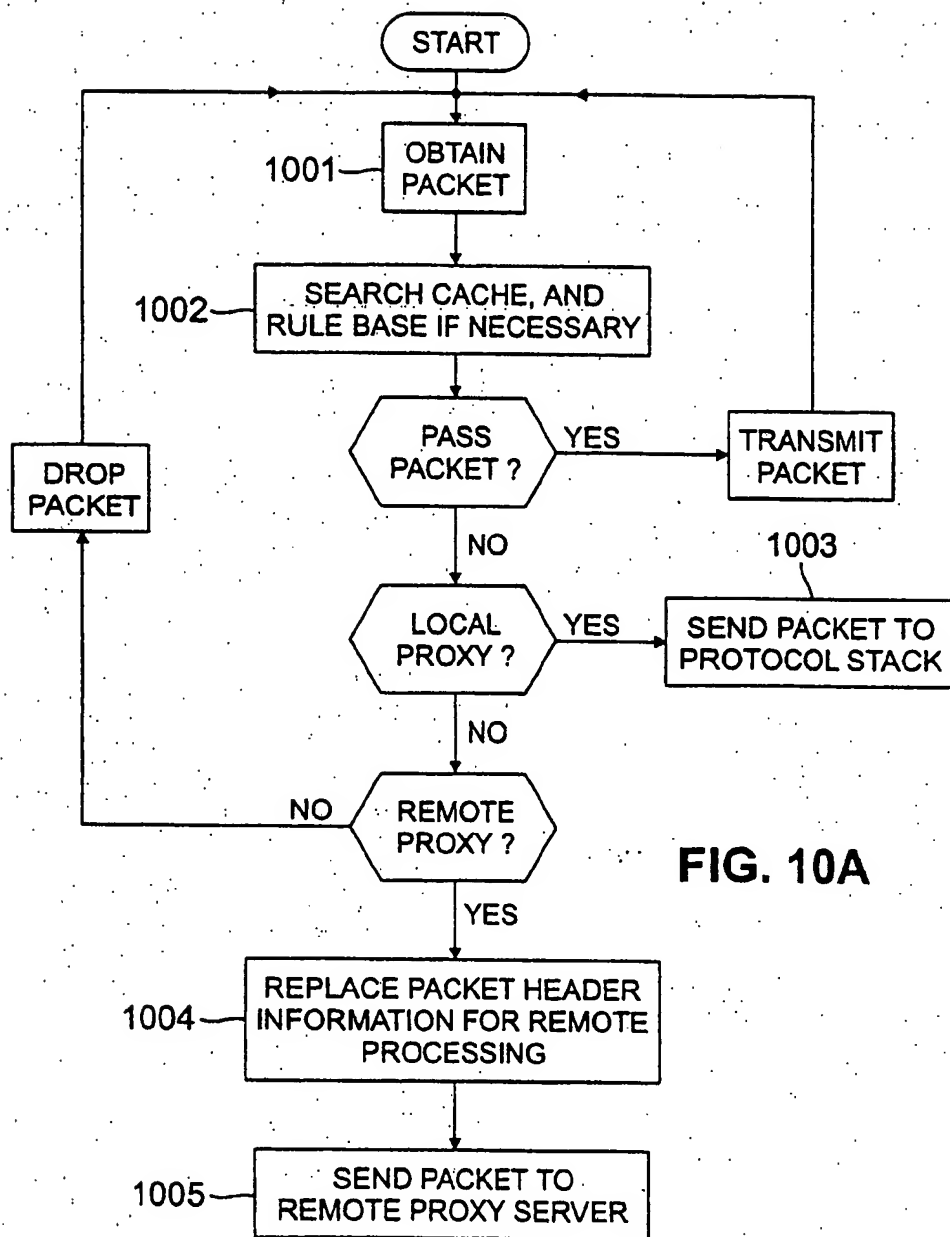 START
1001
OBTAIN
PACKET
1002
SEARCH CACHE, AND
RULE BASE IF NECESSARY
PASS
PACKET ?
YES
TRANSMIT
PACKET
DROP
PACKET
NO
1003
LOCAL
PROXY ?
YES
SEND PACKET TO
PROTOCOL STACK
NO
NO
REMOTE
PROXY ?
FIG. 10A
YES
1004
REPLACE PACKET HEADER
INFORMATION FOR REMOTE
PROCESSING
1005
SEND PACKET TO
REMOTE PROXY SERVER